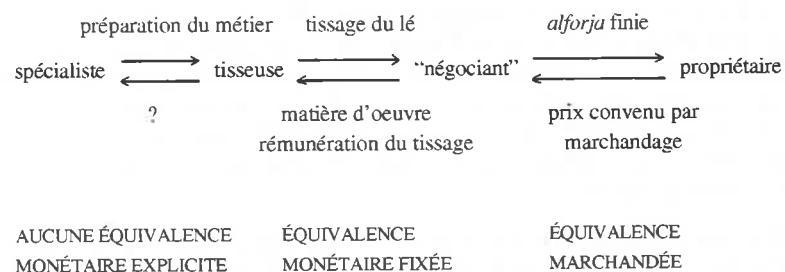 préparation du métier tissage du lé alforja finie
spécialiste tisseuse “négociant” propriétaire
? matière d'oeuvre prix convenu par
rémunération du tissage marchandage
AUCUNE ÉQUIVALENCE ÉQUIVALENCE ÉQUIVALENCE
MONÉTAIRE EXPLICITE MONÉTAIRE FIXÉE MARCHANDÉE